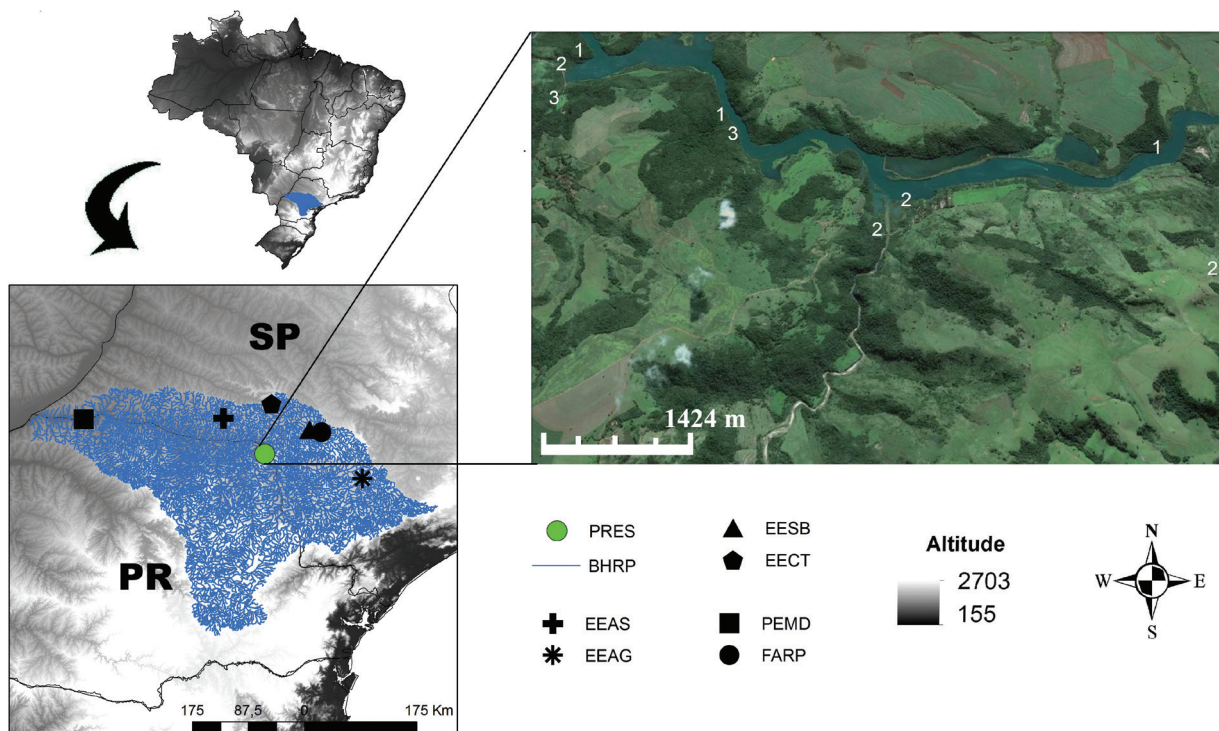 1
2
3
1
3
1
2
2
2
1424 m
SP
PR
175 87,5 0 175 Km
PRES
BHRP
EEAS
EEAG
EESB
EECT
PEMD
FARP
Altitude
2703
155
N
W E
S